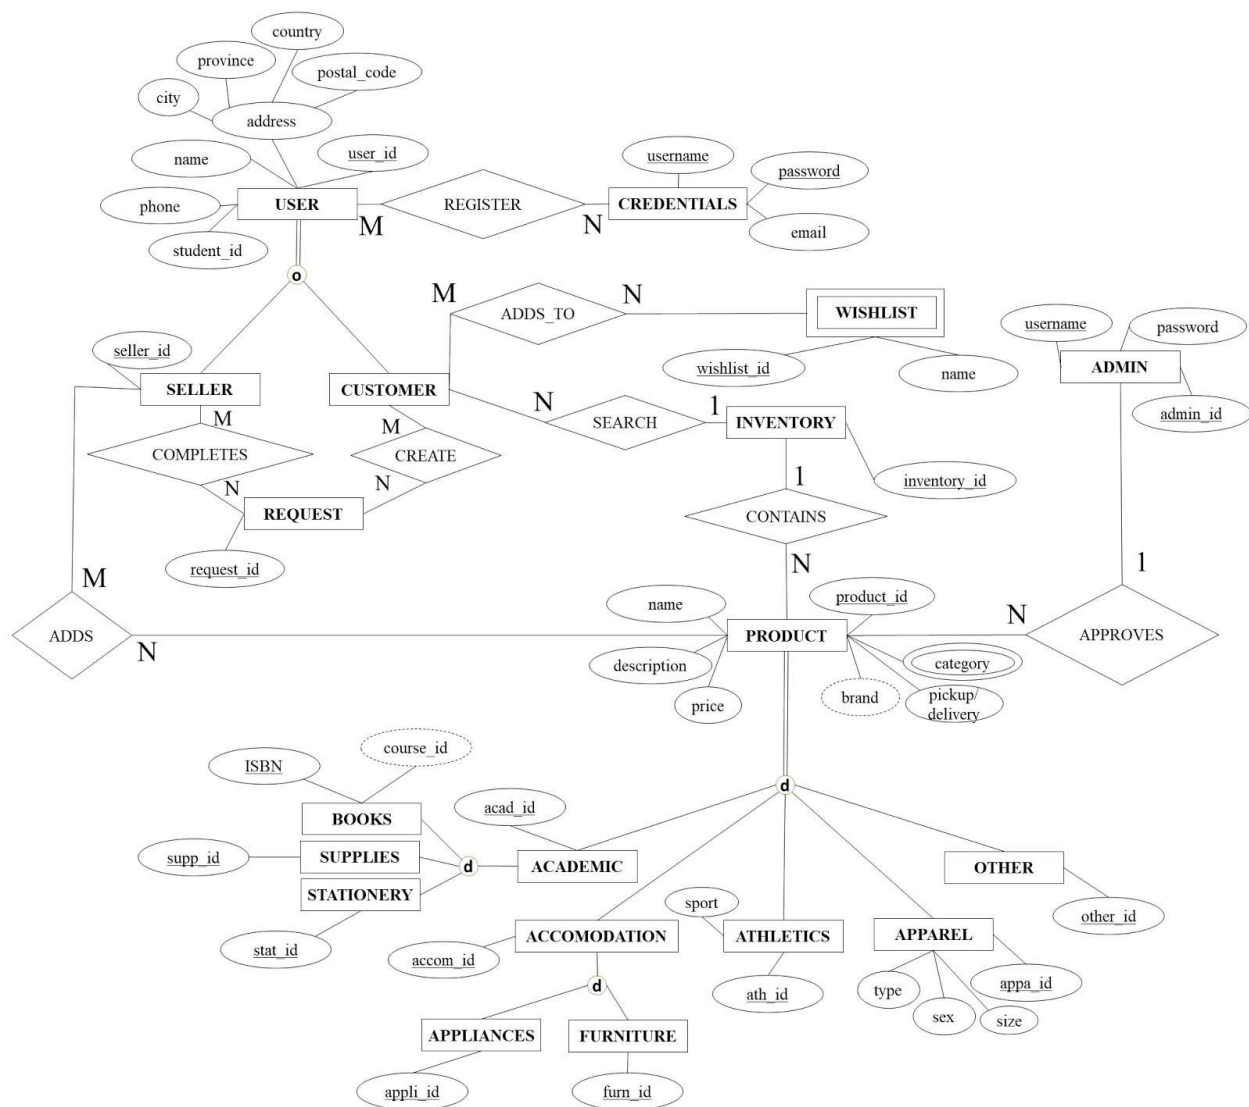 country
province
postal_code
city
address
name
user_id
username
password
USER
REGISTER
CREDENTIALS
phone
M
N
student_id
email
o
M
N
ADDS_TO
WISHLIST
username
password
seller_id
wishlist_id
name
ADMIN
SELLER
CUSTOMER
N
1
admin_id
M
M
SEARCH
INVENTORY
COMPLETES
CREATE
N
N
1
inventory_id
REQUEST
CONTAINS
request_id
N
M
1
name
product_id
N
ADDS
N
PRODUCT
APPROVES
description
category
price
brand
pickup/
delivery
course_id
ISBN
d
acad_id
BOOKS
supp_id
SUPPLIES
d
ACADEMIC
OTHER
STATIONERY
sport
other_id
stat_id
ACCOMODATION
ATHLETICS
APPAREL
accom_id
d
ath_id
type
appa_id
sex
size
APPLIANCES
FURNITURE
appli_id
furn_id